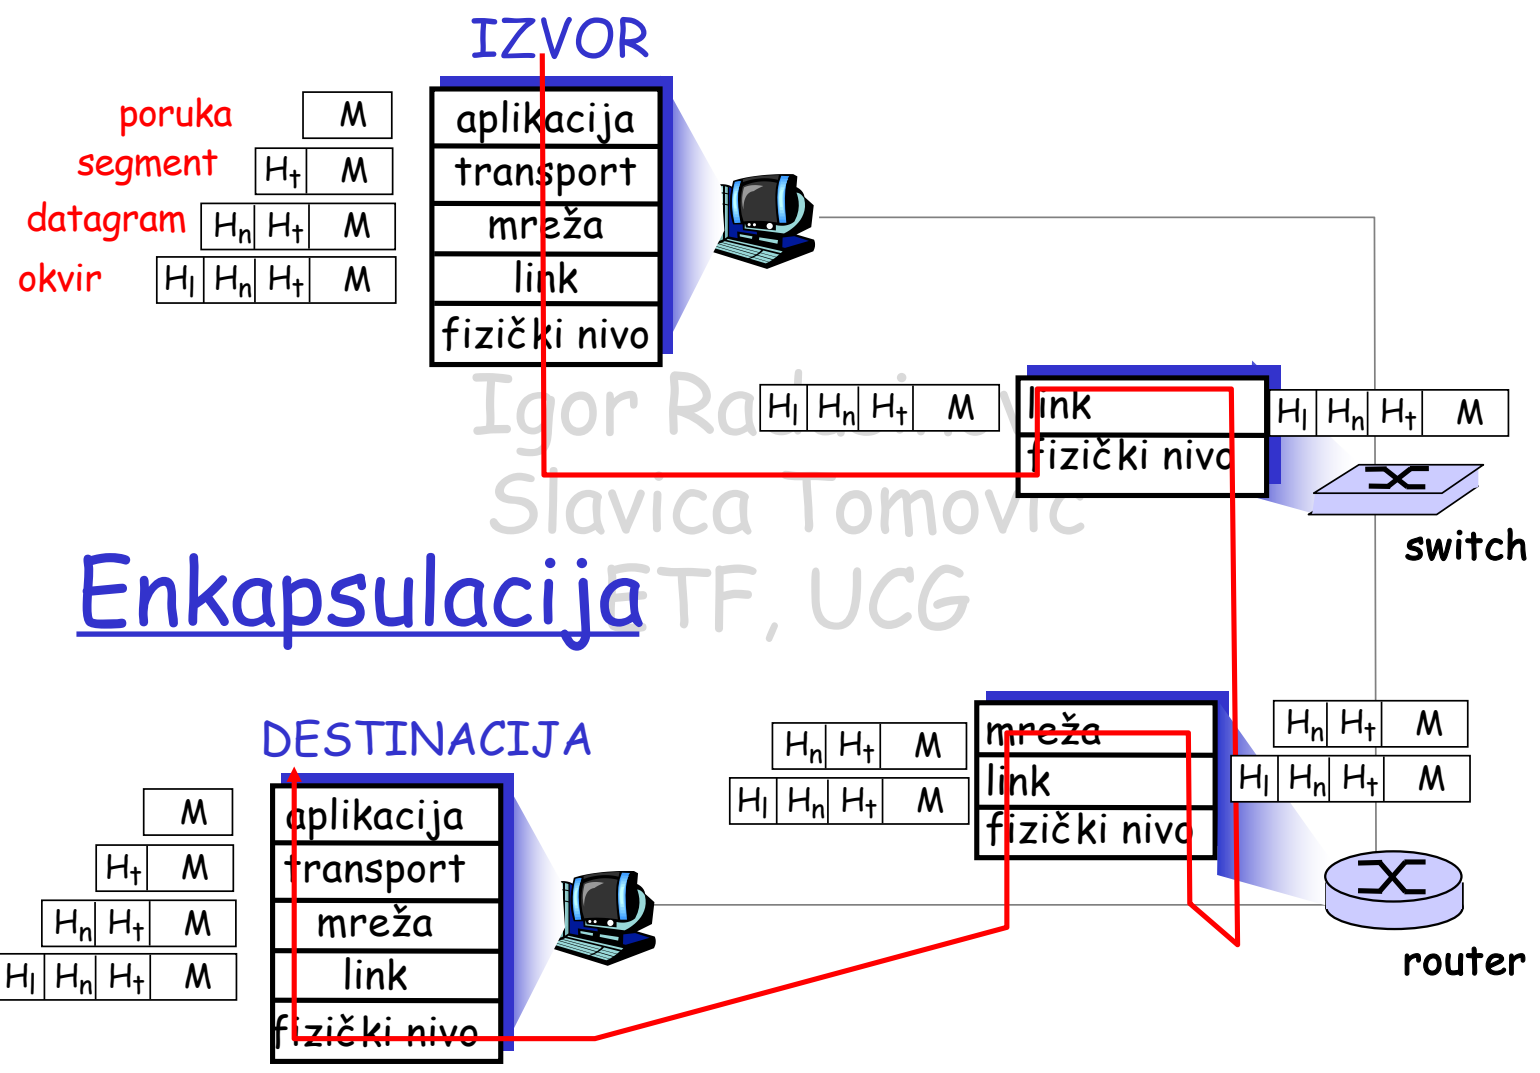 IZVOR
poruka M
segment Ht M
datagram Hn Ht M
okvir Hl Hn Ht M
aplikacija
transport
mreža
link
fizički nivo
Hl Hn Ht M
link
fizički nivo
Hl Hn Ht M
switch
Igor
Slavica Tomović
ETF, UCG
Enkapsulacija
DESTINACIJA
M
Ht M
Hn Ht M
Hl Hn Ht M
aplikacija
transport
mreža
link
fizički nivo
Hn Ht M
Hl Hn Ht M
mreža
link
fizički nivo
Hn Ht M
Hl Hn Ht M
router